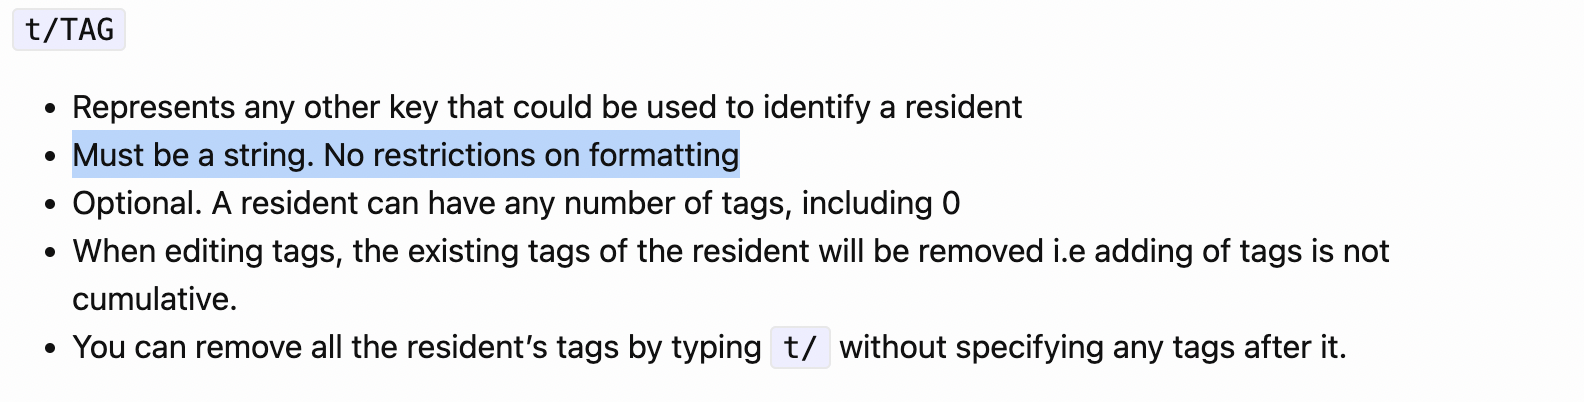 t/TAG
• Represents any other key that could be used to identify a resident
• Must be a string. No restrictions on formatting
• Optional. A resident can have any number of tags, including 0
• When editing tags, the existing tags of the resident will be removed i.e adding of tags is not
cumulative.
• You can remove all the resident’s tags by typing t/ without specifying any tags after it.